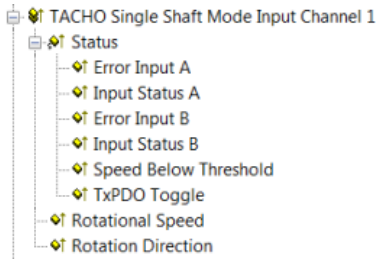 TACHO Single Shaft Mode Input Channel 1
Status
Error Input A
Input Status A
Error Input B
Input Status B
Speed Below Threshold
TxPDO Toggle
Rotational Speed
Rotation Direction